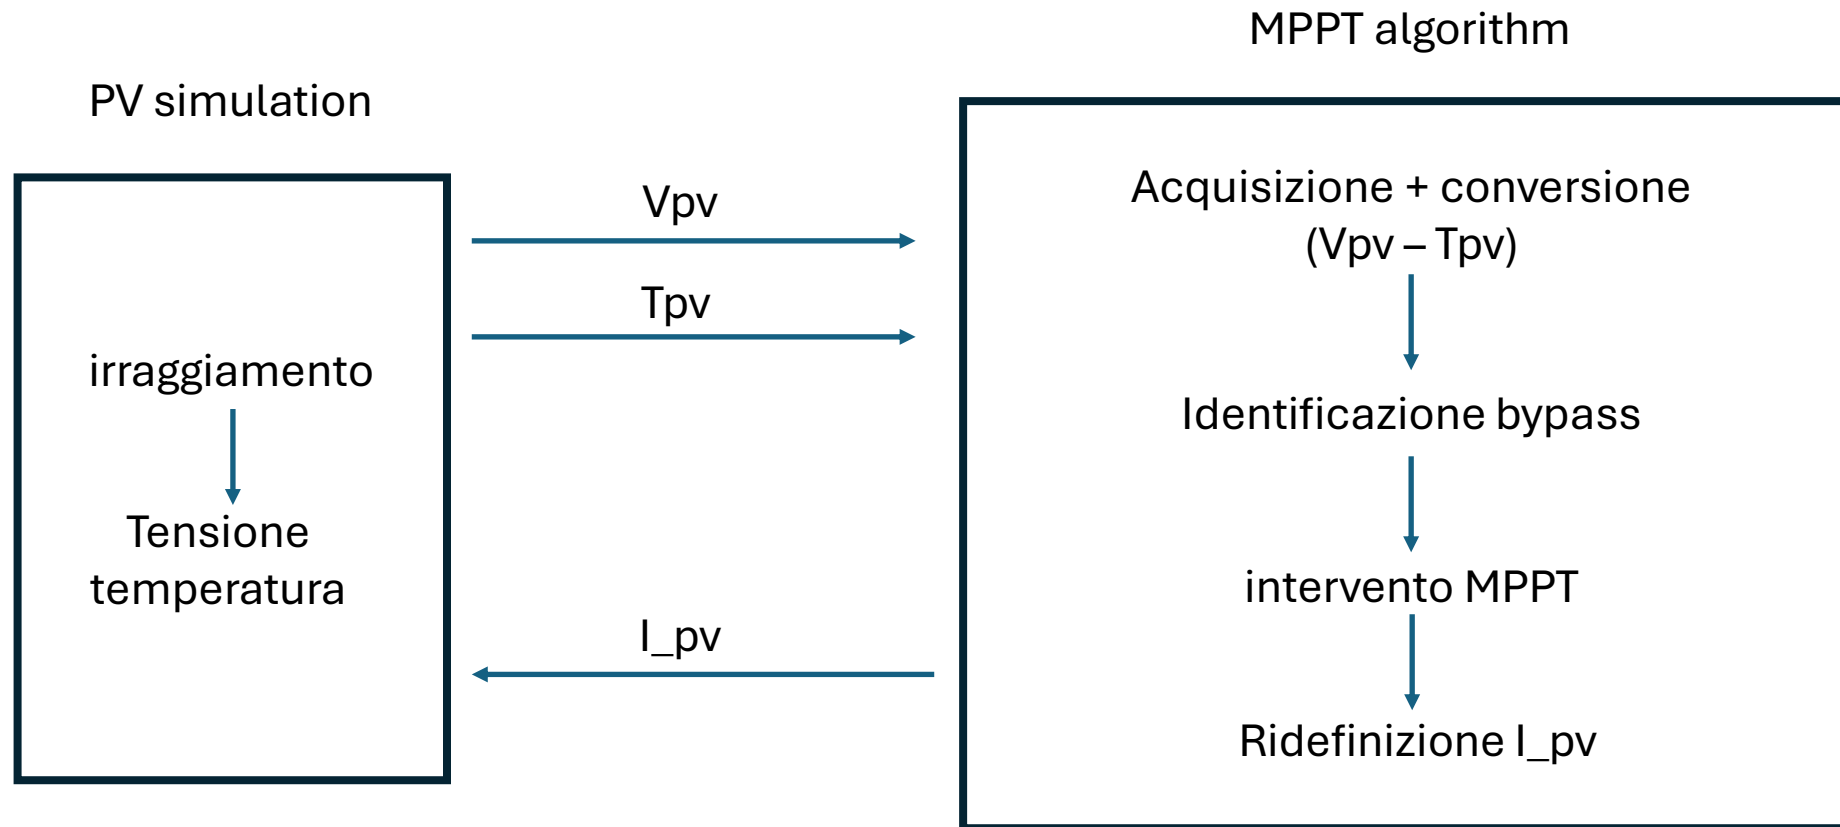 MPPT algorithm
PV simulation
Vpv
Tpv
irraggiamento
Tensione
temperatura
I_pv
Acquisizione + conversione
(Vpv – Tpv)
Identificazione bypass
intervento MPPT
Ridefinizione I_pv